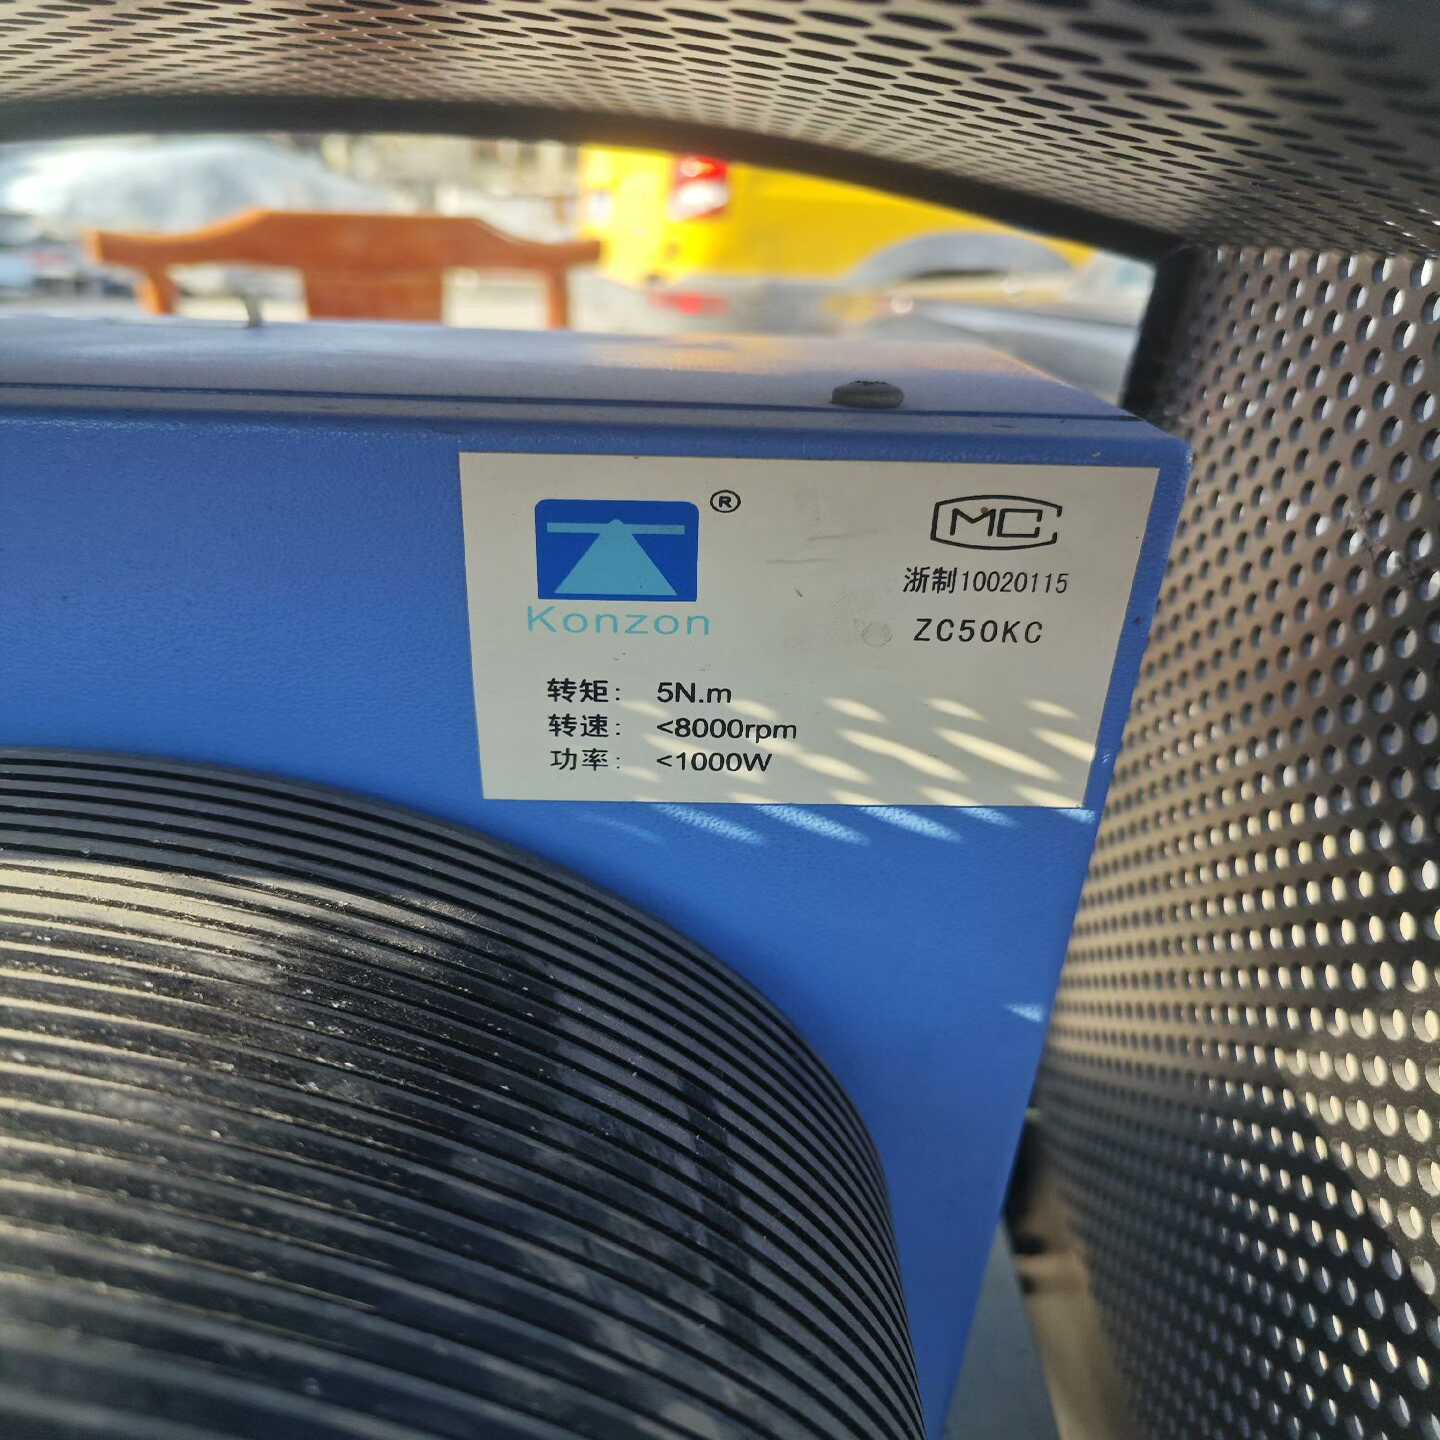 ®
Konzon
MC
浙制10020115
ZC50KC
转矩: 5N.m
转速: <8000rpm
功率: <1000W